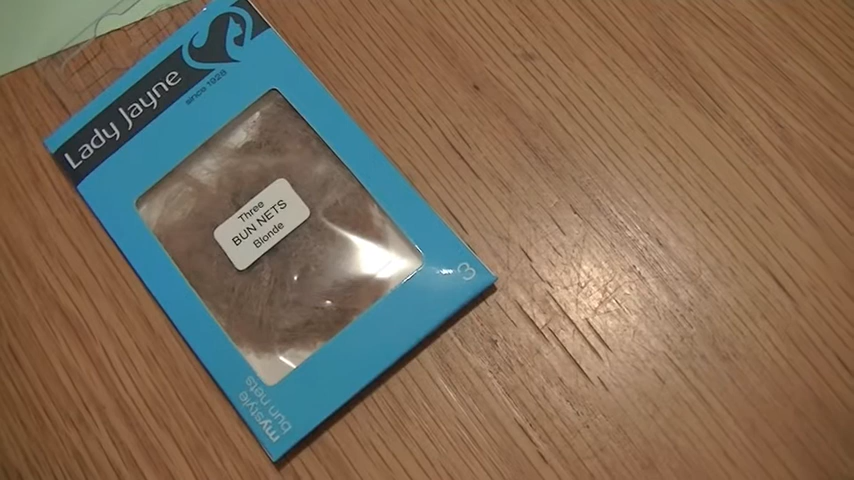 Lady Jayne
since 1928
Three
BUN NETS
Blonde
3
mystyle
bun nets